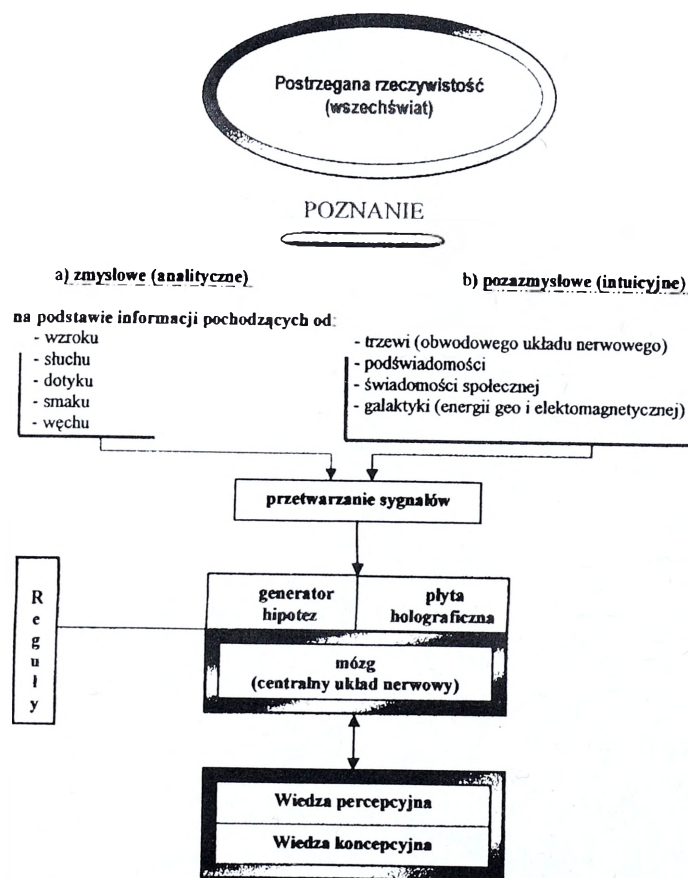 Postrzegana rzeczywistość
(wszechświat)
POZNANIE
a) zmysłowe (analityczne)
b) pozazmysłowe (intuicyjne)
na podstawie informacji pochodzących od:
- wzroku
- słuchu
- dotyku
- smaku
- węchu
- trzewi (obwodowego układu nerwowego)
- podświadomości
- świadomości społecznej
- galaktyki (energii geo i elektomagnetycznej)
przetwarzanie sygnałów
Reguły
generator
hipotez
płyta
holograficzna
mózg
(centralny układ nerwowy)
Wiedza percepcyjna
Wiedza koncepcyjna